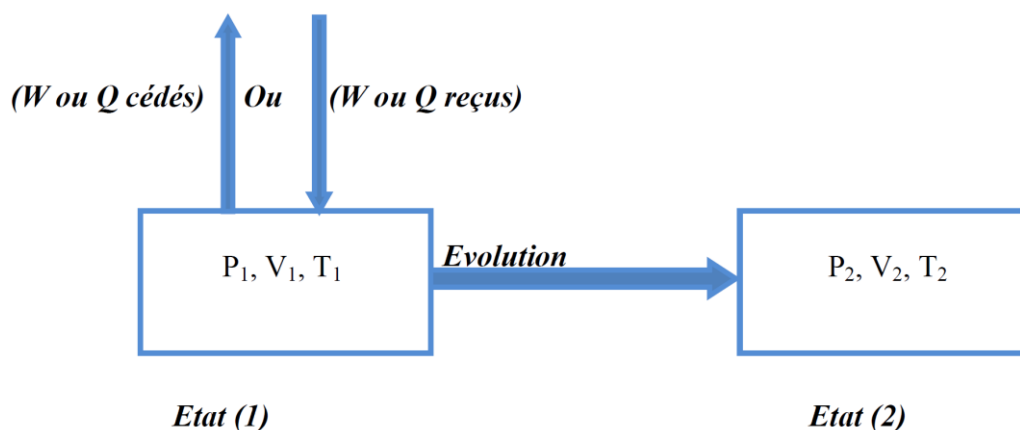 (W ou Q cédés) Ou (W ou Q reçus)
P₁, V₁, T₁
Evolution
P₂, V₂, T₂
Etat (1)
Etat (2)